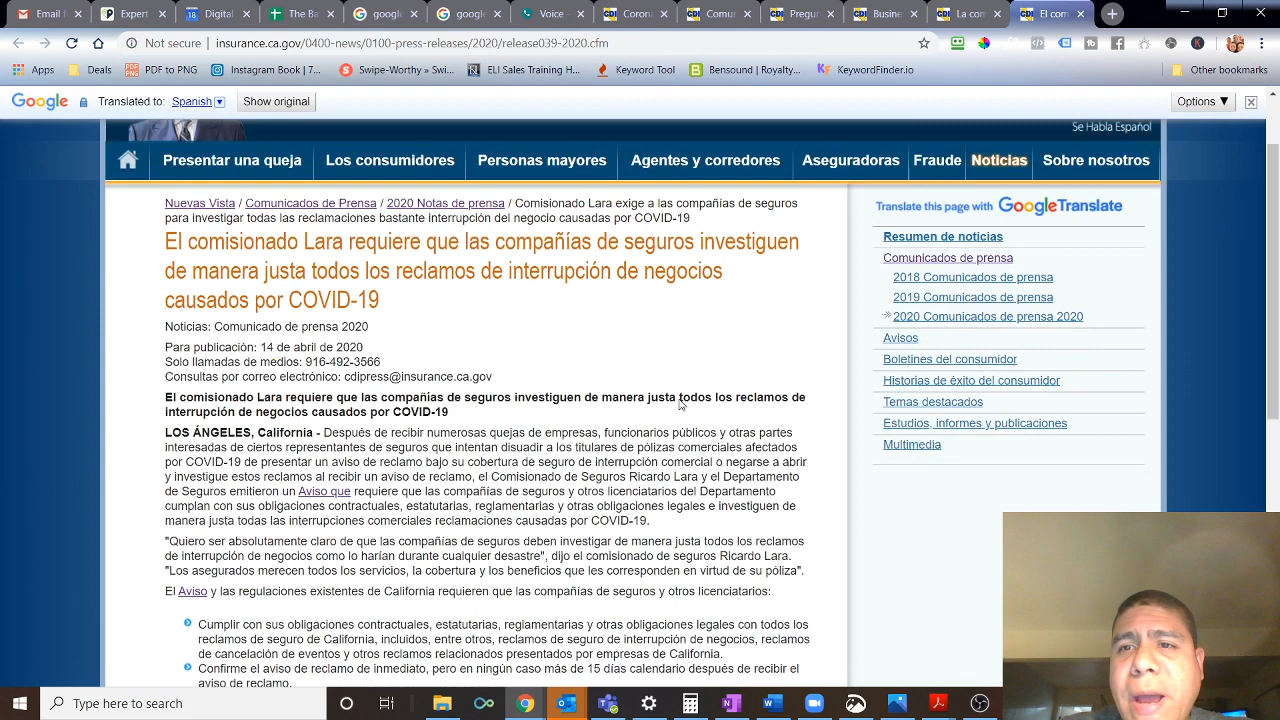 Email f
Expert
Digital
The Ba
google
google
Voice
Coron
Comu
Pregur
Busine
La con
El com
Not secure
insurance.ca.gov/0400-news/0100-press-releases/2020/release039-2020.cfm
Apps
Deals
PDF to PNG
Instagram Book | 7...
Swipe-Worthy » Swi...
ELI Sales Training H...
Keyword Tool
Bensound | Royalty...
KeywordFinder.io
Other bookmarks
Google
Translated to:
Spanish
Show original
Options ▼
Se Habla Español
Presentar una queja
Los consumidores
Personas mayores
Agentes y corredores
Aseguradoras
Fraude
Noticias
Sobre nosotros
Nuevas Vista / Comunicados de Prensa / 2020 Notas de prensa / Comisionado Lara exige a las compañías de seguros
para investigar todas las reclamaciones bastante interrupción del negocio causadas por COVID-19
El comisionado Lara requiere que las compañías de seguros investiguen
de manera justa todos los reclamos de interrupción de negocios
causados por COVID-19
Noticias: Comunicado de prensa 2020
Para publicación: 14 de abril de 2020
Solo llamadas de medios: 916-492-3566
Consultas por correo electrónico: cdipress@insurance.ca.gov
El comisionado Lara requiere que las compañías de seguros investiguen de manera justa todos los reclamos de
interrupción de negocios causados por COVID-19
LOS ÁNGELES, California - Después de recibir numerosas quejas de empresas, funcionarios públicos y otras partes
interesadas de ciertos representantes de seguros que intentan disuadir a los titulares de pólizas comerciales afectados
por COVID-19 de presentar un aviso de reclamo bajo su cobertura de seguro de interrupción comercial o negarse a abrir
y investigue estos reclamos al recibir un aviso de reclamo, el Comisionado de Seguros Ricardo Lara y el Departamento
de Seguros emitieron un Aviso que requiere que las compañías de seguros y otros licenciatarios del Departamento
cumplan con sus obligaciones contractuales, estatutarias, reglamentarias y otras obligaciones legales e investiguen de
manera justa todas las interrupciones comerciales reclamaciones causadas por COVID-19.
"Quiero ser absolutamente claro de que las compañías de seguros deben investigar de manera justa todos los reclamos
de interrupción de negocios como lo harían durante cualquier desastre", dijo el comisionado de seguros Ricardo Lara.
"Los asegurados merecen todos los servicios, la cobertura y los beneficios que les corresponden en virtud de su póliza".
El Aviso y las regulaciones existentes de California requieren que las compañías de seguros y otros licenciatarios:
Cumplir con sus obligaciones contractuales, estatutarias, reglamentarias y otras obligaciones legales con todos los
reclamos de seguro de California, incluidos, entre otros, reclamos de seguro de interrupción de negocios, reclamos
de cancelación de eventos y otros reclamos relacionados presentados por empresas de California.
Confirme el aviso de reclamo de inmediato, pero en ningún caso más de 15 días calendario después de recibir el
aviso de reclamo.
Translate this page with Google Translate
Resumen de noticias
Comunicados de prensa
2018 Comunicados de prensa
2019 Comunicados de prensa
2020 Comunicados de prensa 2020
Avisos
Boletines del consumidor
Historias de éxito del consumidor
Temas destacados
Estudios, informes y publicaciones
Multimedia
Type here to search